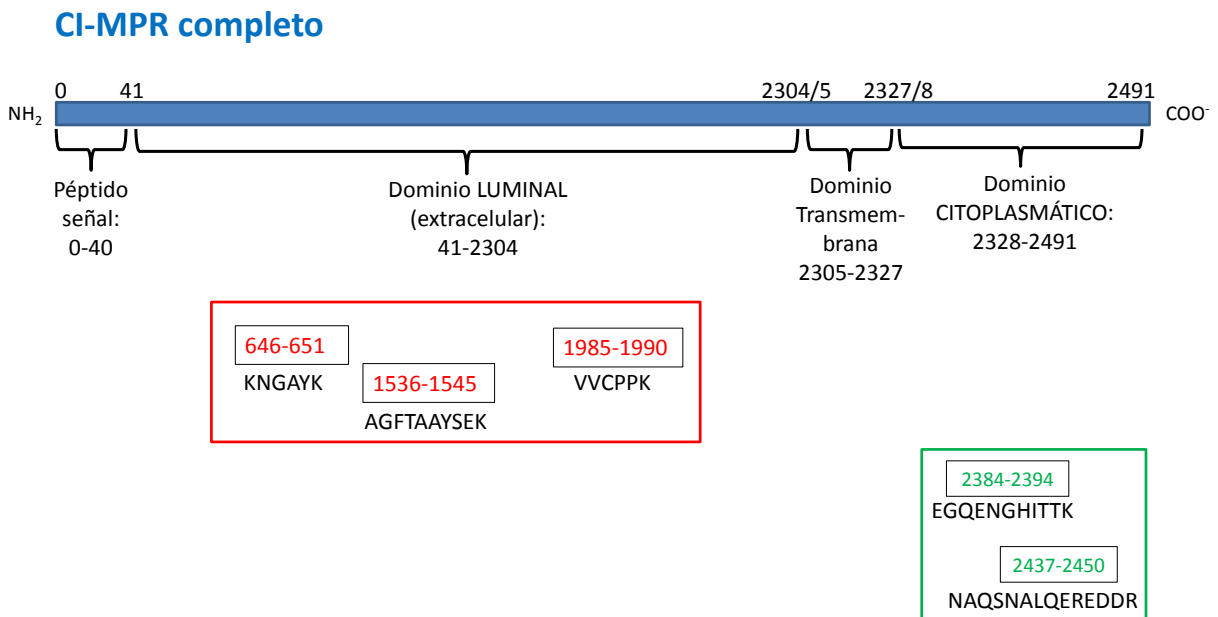 CI-MPR completo
0 41 2304/5 2327/8 2491
NH2 COO-
Péptido
señal:
0-40
Dominio LUMINAL
(extracelular):
41-2304
Dominio
Transmem-
brana
2305-2327
Dominio
CITOPLASMÁTICO:
2328-2491
646-651
KNGAYK
1536-1545
AGFTAAYSEK
1985-1990
VVCPPK
2384-2394
EGQENGHITTK
2437-2450
NAQSNALQEREDDR